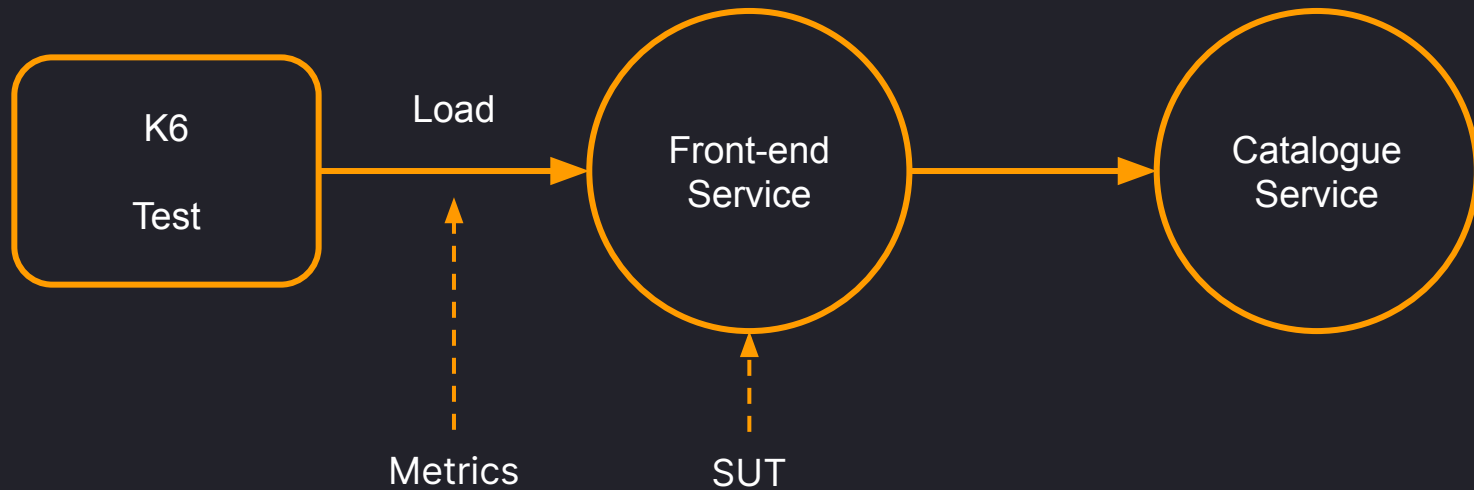 K6
Test
Load
Front-end
Service
Catalogue
Service
Metrics
SUT